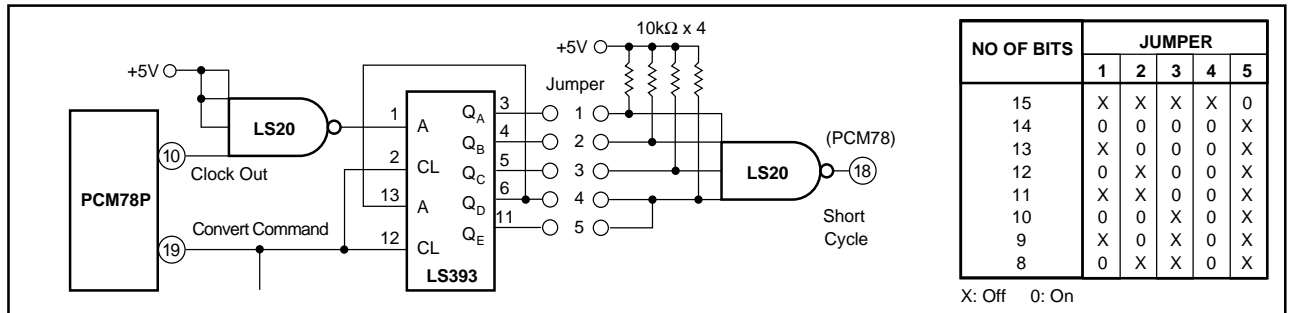 +5V
LS20
10
Clock Out
PCM78P
19
Convert Command
1 A
2 CL
13 A
12 CL
LS393
QA 3
QB 4
QC 5
QD 6
QE 11
10kΩ x 4
+5V
Jumper
1
2
3
4
5
LS20
(PCM78)
18
Short
Cycle
NO OF BITS JUMPER
1 2 3 4 5
15 X X X X 0
14 0 0 0 0 X
13 X 0 0 0 X
12 0 X 0 0 X
11 X X 0 0 X
10 0 0 X 0 X
9 X 0 X 0 X
8 0 X X 0 X
X: Off 0: On